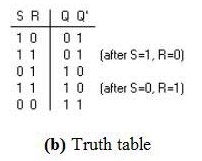 S R Q Q'
1 0 0 1
1 1 0 1 (after S=1, R=0)
0 1 1 0
1 1 1 0 (after S=0, R=1)
0 0 1 1
(b) Truth table